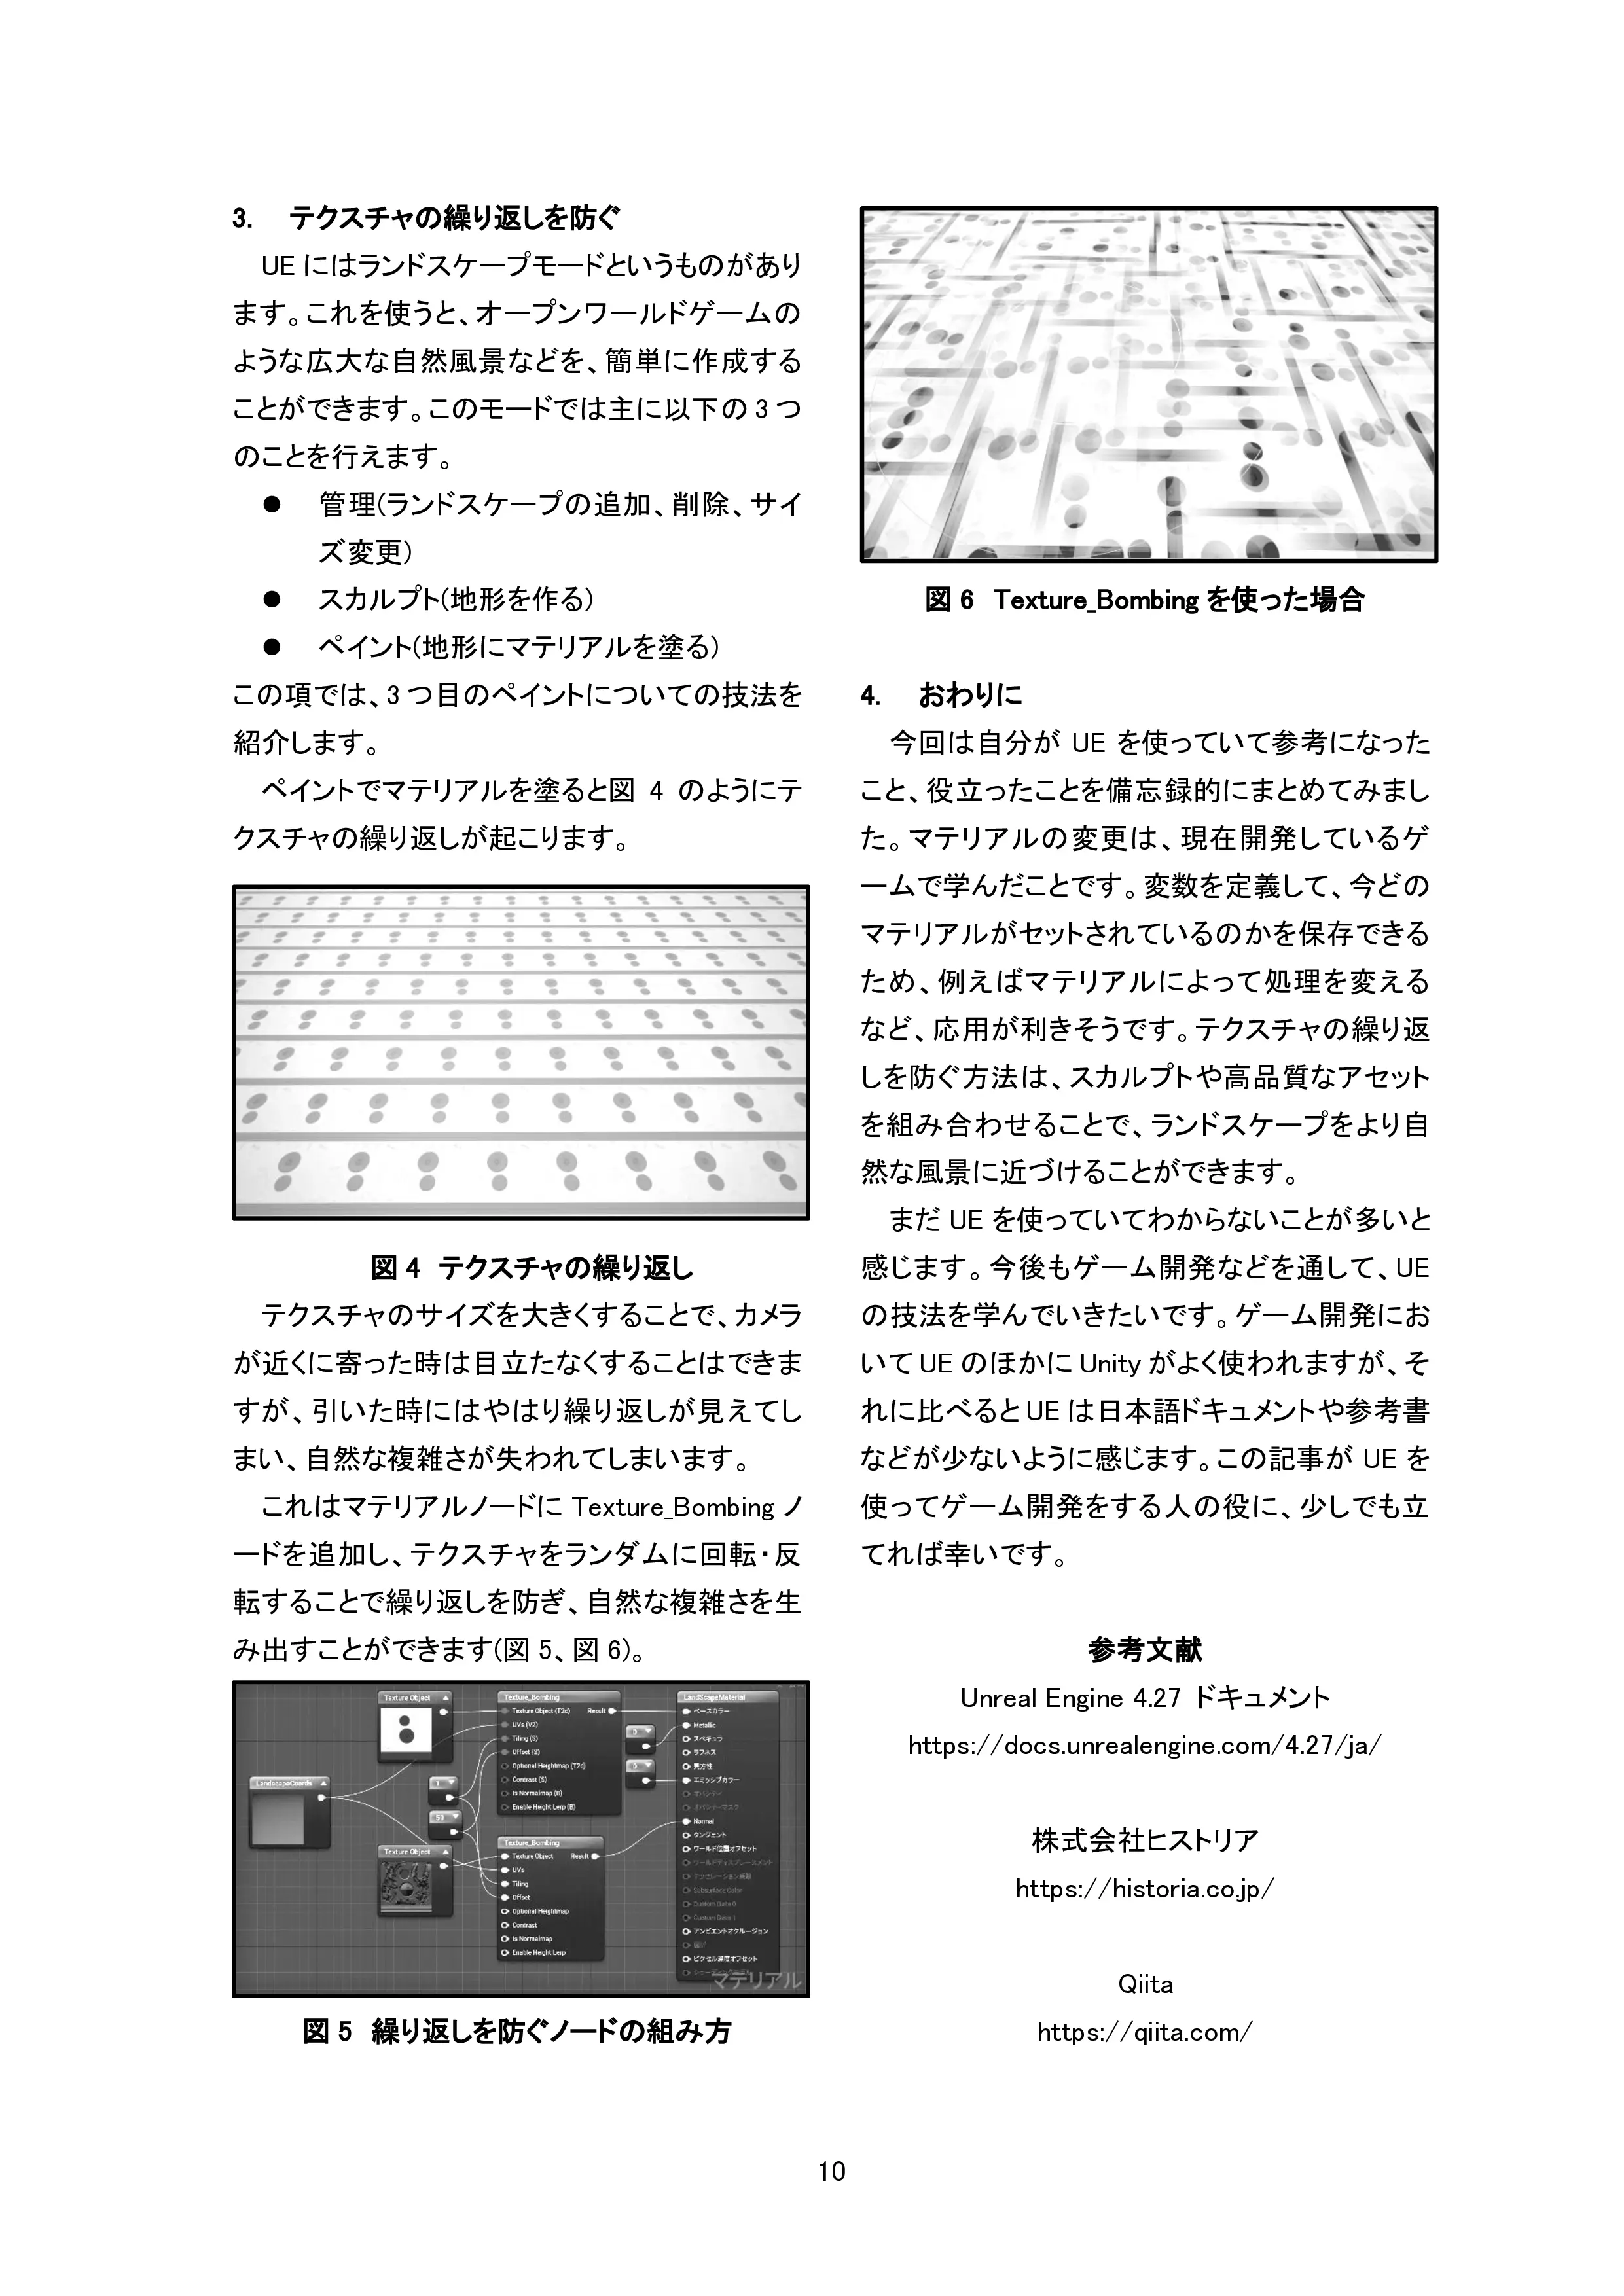 3. テクスチャの繰り返しを防ぐ
UE にはランドスケープモードというものがあり
ます。これを使うと、オープンワールドゲームの
ような広大な自然風景などを、簡単に作成する
ことができます。このモードでは主に以下の 3 つ
のことを行えます。
● 管理(ランドスケープの追加、削除、サイ
ズ変更)
● スカルプト(地形を作る)
● ペイント(地形にマテリアルを塗る)
この項では、3 つ目のペイントについての技法を
紹介します。
ペイントでマテリアルを塗ると図 4 のようにテ
クスチャの繰り返しが起こります。
図 4 テクスチャの繰り返し
テクスチャのサイズを大きくすることで、カメラ
が近くに寄った時は目立たなくすることはできま
すが、引いた時にはやはり繰り返しが見えてし
まい、自然な複雑さが失われてしまいます。
これはマテリアルノードに Texture_Bombing ノ
ードを追加し、テクスチャをランダムに回転・反
転することで繰り返しを防ぎ、自然な複雑さを生
み出すことができます(図 5、図 6)。
LandscapeCoords
Texture Object
1
50
Texture Object
Texture_Bombing
Texture Object (T2d) Result
UVs (V2)
Tiling (S)
Offset (S)
Optional Heightmap (T2d)
Contrast (S)
Is Normalmap (B)
Enable Height Lerp (B)
Texture_Bombing
Texture Object Result
UVs
Tiling
Offset
Optional Heightmap
Contrast
Is Normalmap
Enable Height Lerp
0
0
LandScapeMaterial
ベースカラー
Metallic
スペキュラ
ラフネス
異方性
エミッシブカラー
オパシティ
オパシティマスク
Normal
タンジェント
ワールド位置オフセット
ワールドディスプレースメント
Subsurface Color
Custom Data 0
Custom Data 1
アンビエントオクルージョン
屈折
ピクセル深度オフセット
マテリアル
図 5 繰り返しを防ぐノードの組み方
図 6 Texture_Bombing を使った場合
4. おわりに
今回は自分が UE を使っていて参考になった
こと、役立ったことを備忘録的にまとめてみまし
た。マテリアルの変更は、現在開発しているゲ
ームで学んだことです。変数を定義して、今どの
マテリアルがセットされているのかを保存できる
ため、例えばマテリアルによって処理を変える
など、応用が利きそうです。テクスチャの繰り返
しを防ぐ方法は、スカルプトや高品質なアセット
を組み合わせることで、ランドスケープをより自
然な風景に近づけることができます。
まだ UE を使っていてわからないことが多いと
感じます。今後もゲーム開発などを通して、UE
の技法を学んでいきたいです。ゲーム開発にお
いて UE のほかに Unity がよく使われますが、そ
れに比べると UE は日本語ドキュメントや参考書
などが少ないように感じます。この記事が UE を
使ってゲーム開発をする人の役に、少しでも立
てれば幸いです。
参考文献
Unreal Engine 4.27 ドキュメント
https://docs.unrealengine.com/4.27/ja/
株式会社ヒストリア
https://historia.co.jp/
Qiita
https://qiita.com/
10